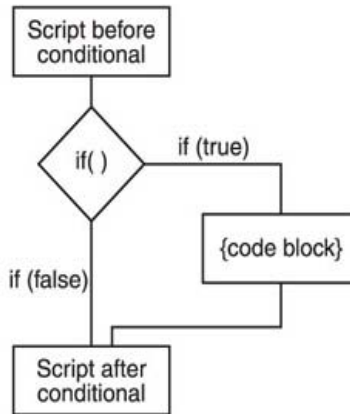 Script before
conditional
if( )
if (true)
{code block}
if (false)
Script after
conditional